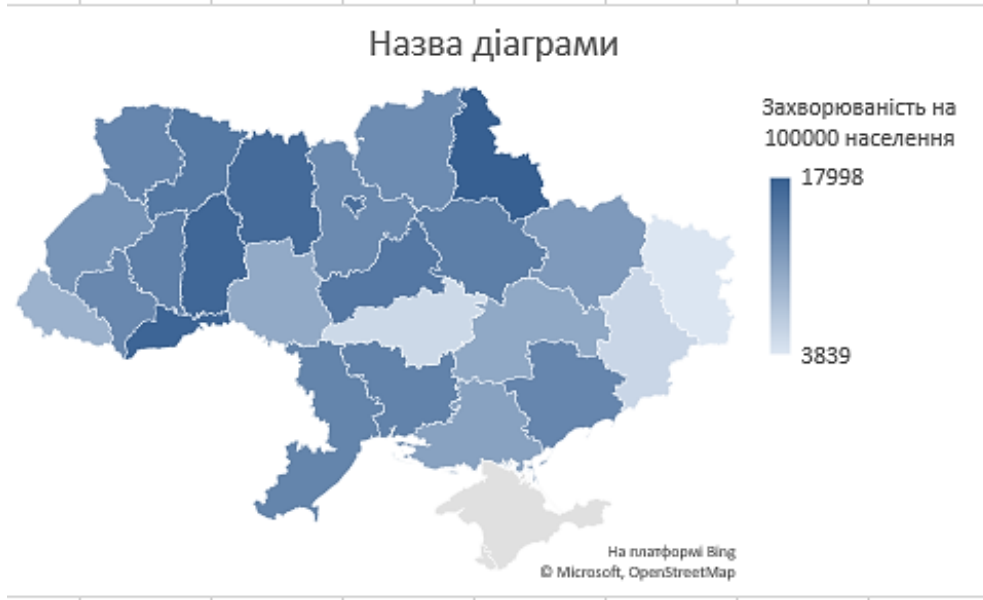 Назва діаграми
Захворюваність на
100000 населення
17998
3839
На платформі Bing
© Microsoft, OpenStreetMap